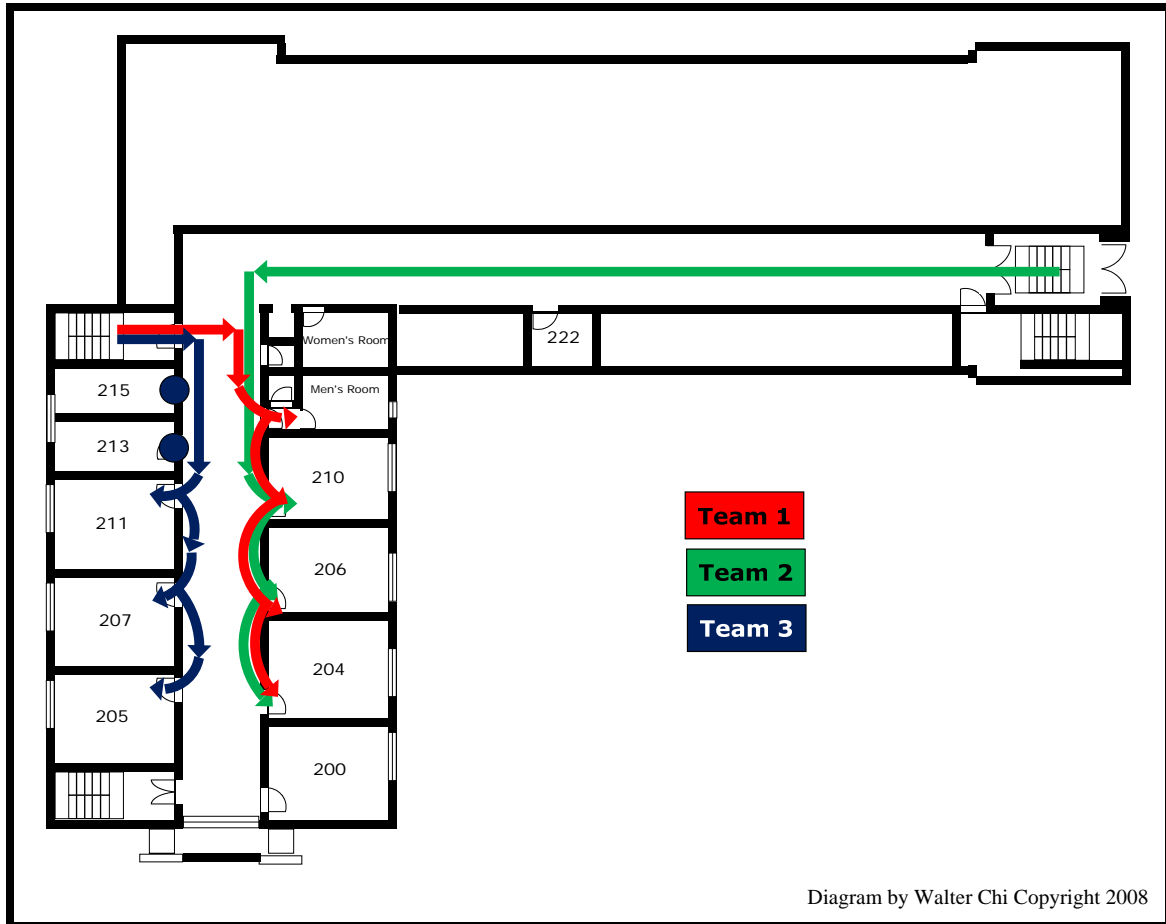 Women's Room
222
215
Men's Room
213
210
211
206
207
204
205
200
Team 1
Team 2
Team 3
Diagram by Walter Chi Copyright 2008